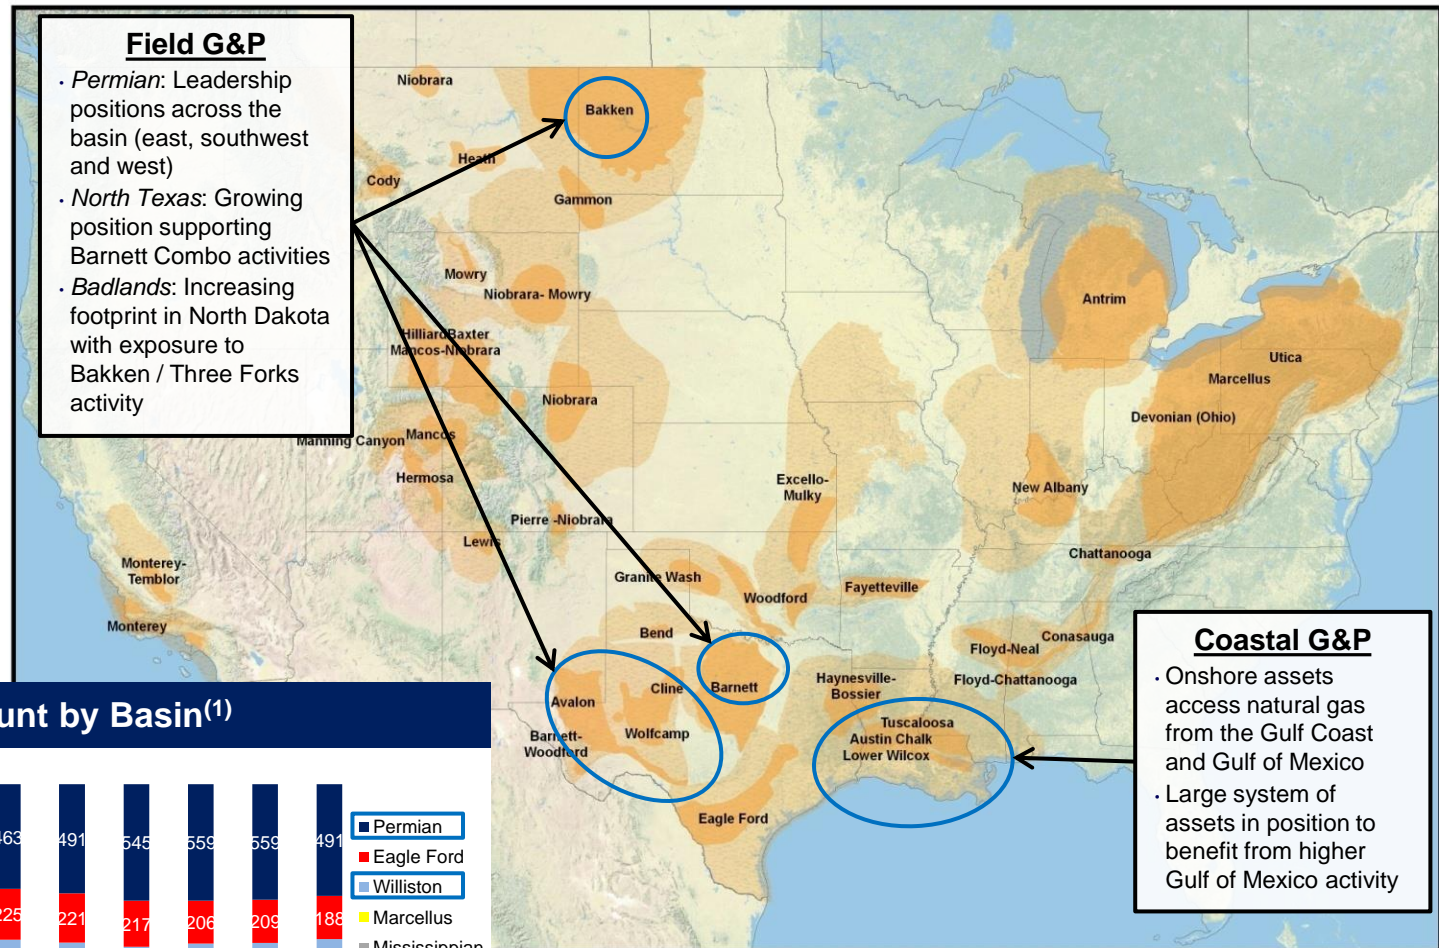 Field G&P
• Permian: Leadership
positions across the
basin (east, southwest
and west)
• North Texas: Growing
position supporting
Barnett Combo activities
• Badlands: Increasing
footprint in North Dakota
with exposure to
Bakken / Three Forks
activity
Niobrara
Bakken
Heath
Cody
Gammon
Mowry
Niobrara- Mowry
Antrim
HilliardBaxter
Mancos-Niobrara
Utica
Marcellus
Niobrara
Devonian (Ohio)
Manning Canyon
Mancos
Hermosa
Excello-
Mulky
New Albany
Pierre -Niobrara
Lewis
Chattanooga
Monterey-
Temblor
Granite Wash
Fayetteville
Woodford
Monterey
Bend
Conasauga
Floyd-Neal
Floyd-Chattanooga
Haynesville-
Bossier
Cline
Barnett
Avalon
Tuscaloosa
Austin Chalk
Lower Wilcox
Wolfcamp
Barnett-
Woodford
Eagle Ford
Coastal G&P
• Onshore assets
access natural gas
from the Gulf Coast
and Gulf of Mexico
• Large system of
assets in position to
benefit from higher
Gulf of Mexico activity
unt by Basin(1)
463 491 545 559 559 491
225 221 217 206 209 188
Permian
Eagle Ford
Williston
Marcellus
Mississippian